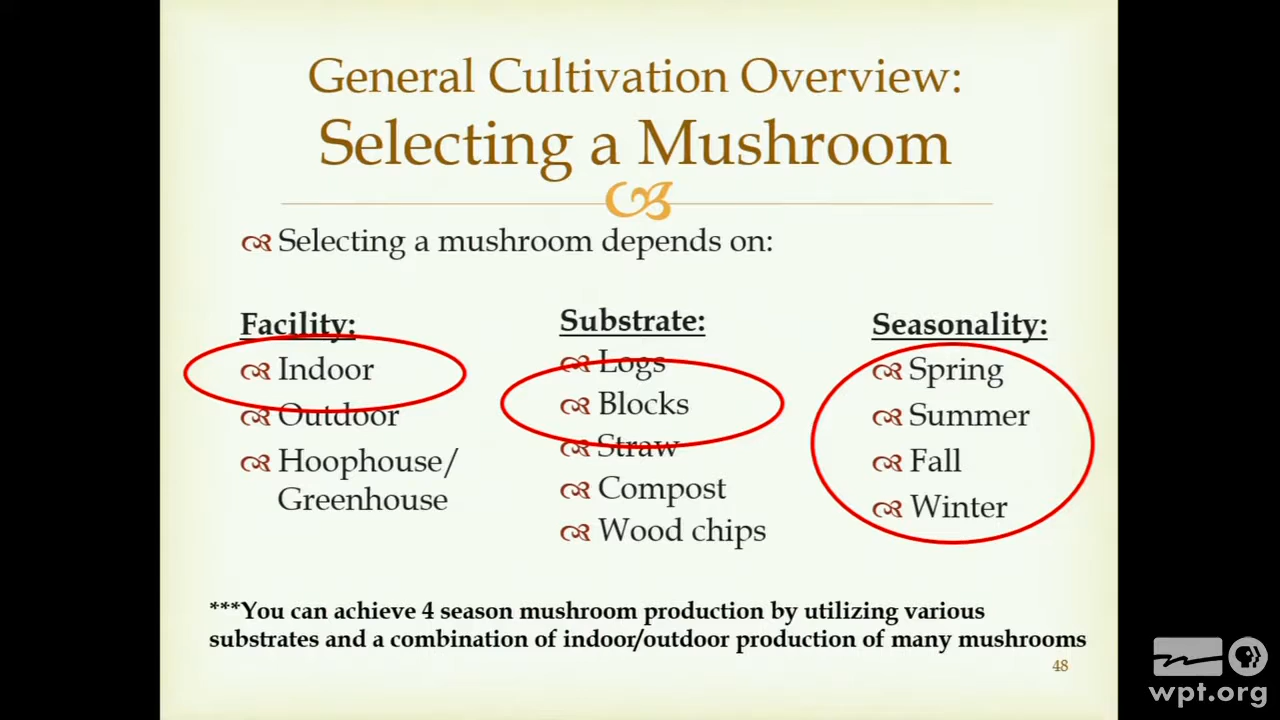 General Cultivation Overview:
Selecting a Mushroom
Selecting a mushroom depends on:
Facility:
Indoor
Outdoor
Hoophouse/
Greenhouse
Substrate:
Logs
Blocks
Straw
Compost
Wood chips
Seasonality:
Spring
Summer
Fall
Winter
***You can achieve 4 season mushroom production by utilizing various
substrates and a combination of indoor/outdoor production of many mushrooms
48
wpt.org